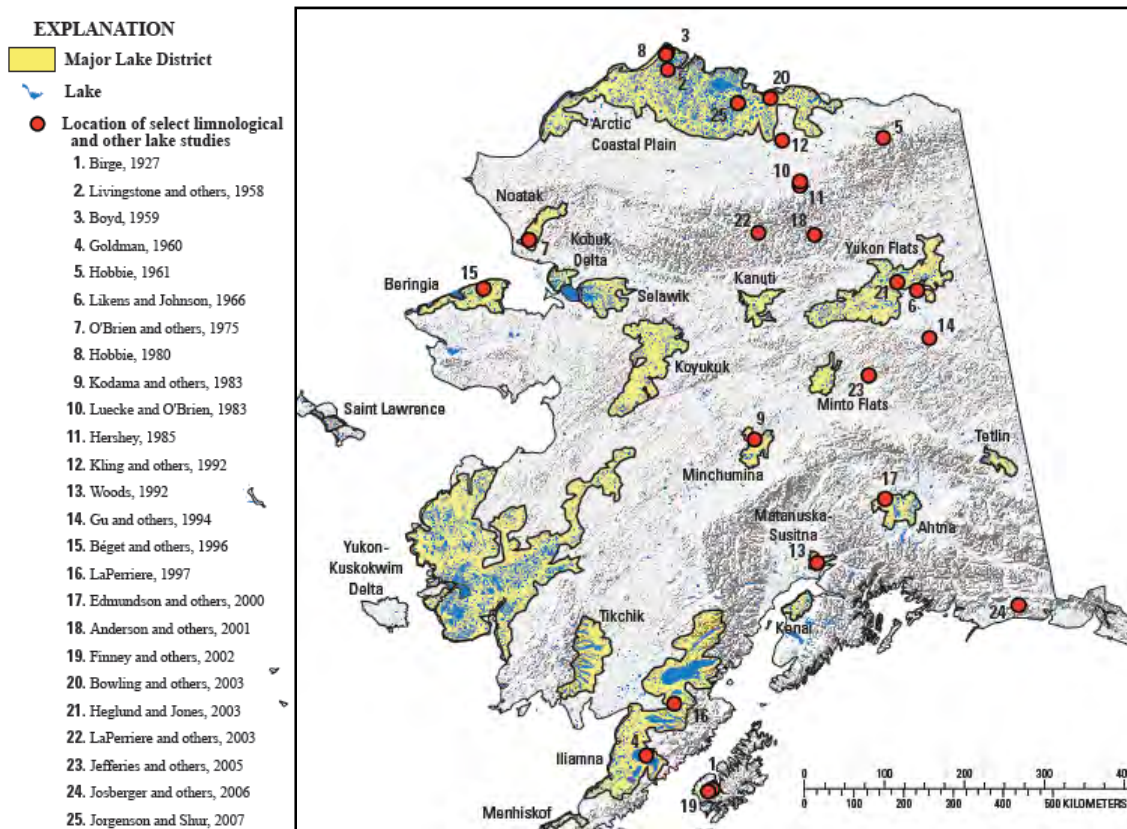 EXPLANATION
Major Lake District
Lake
Location of select limnological
and other lake studies
1. Birge, 1927
2. Livingstone and others, 1958
3. Boyd, 1959
4. Goldman, 1960
5. Hobbie, 1961
6. Likens and Johnson, 1966
7. O'Brien and others, 1975
8. Hobbie, 1980
9. Kodama and others, 1983
10. Luecke and O'Brien, 1983
11. Hershey, 1985
12. Kling and others, 1992
13. Woods, 1992
14. Gu and others, 1994
15. Béget and others, 1996
16. LaPerriere, 1997
17. Edmundson and others, 2000
18. Anderson and others, 2001
19. Finney and others, 2002
20. Bowling and others, 2003
21. Heglund and Jones, 2003
22. LaPerriere and others, 2003
23. Jefferies and others, 2005
24. Josberger and others, 2006
25. Jorgenson and Shur, 2007
3
8
2
20
25
Arctic
Coastal Plain
12
5
10
11
Noatak
7
22
18
Kobuk
Delta
Yukon Flats
Beringia
15
Selawik
Kanuti
21
6
14
Koyukuk
23
Minto Flats
Saint Lawrence
9
Minchumina
Tetlin
17
Ahtna
Matanuska-
Susitna
13
Yukon-
Kuskokwim
Delta
24
Tikchik
Kenai
16
Iliamna
4
1
19
Menhiskof
0 100 200 300 40
0 100 200 300 400 500 KILOMETERS